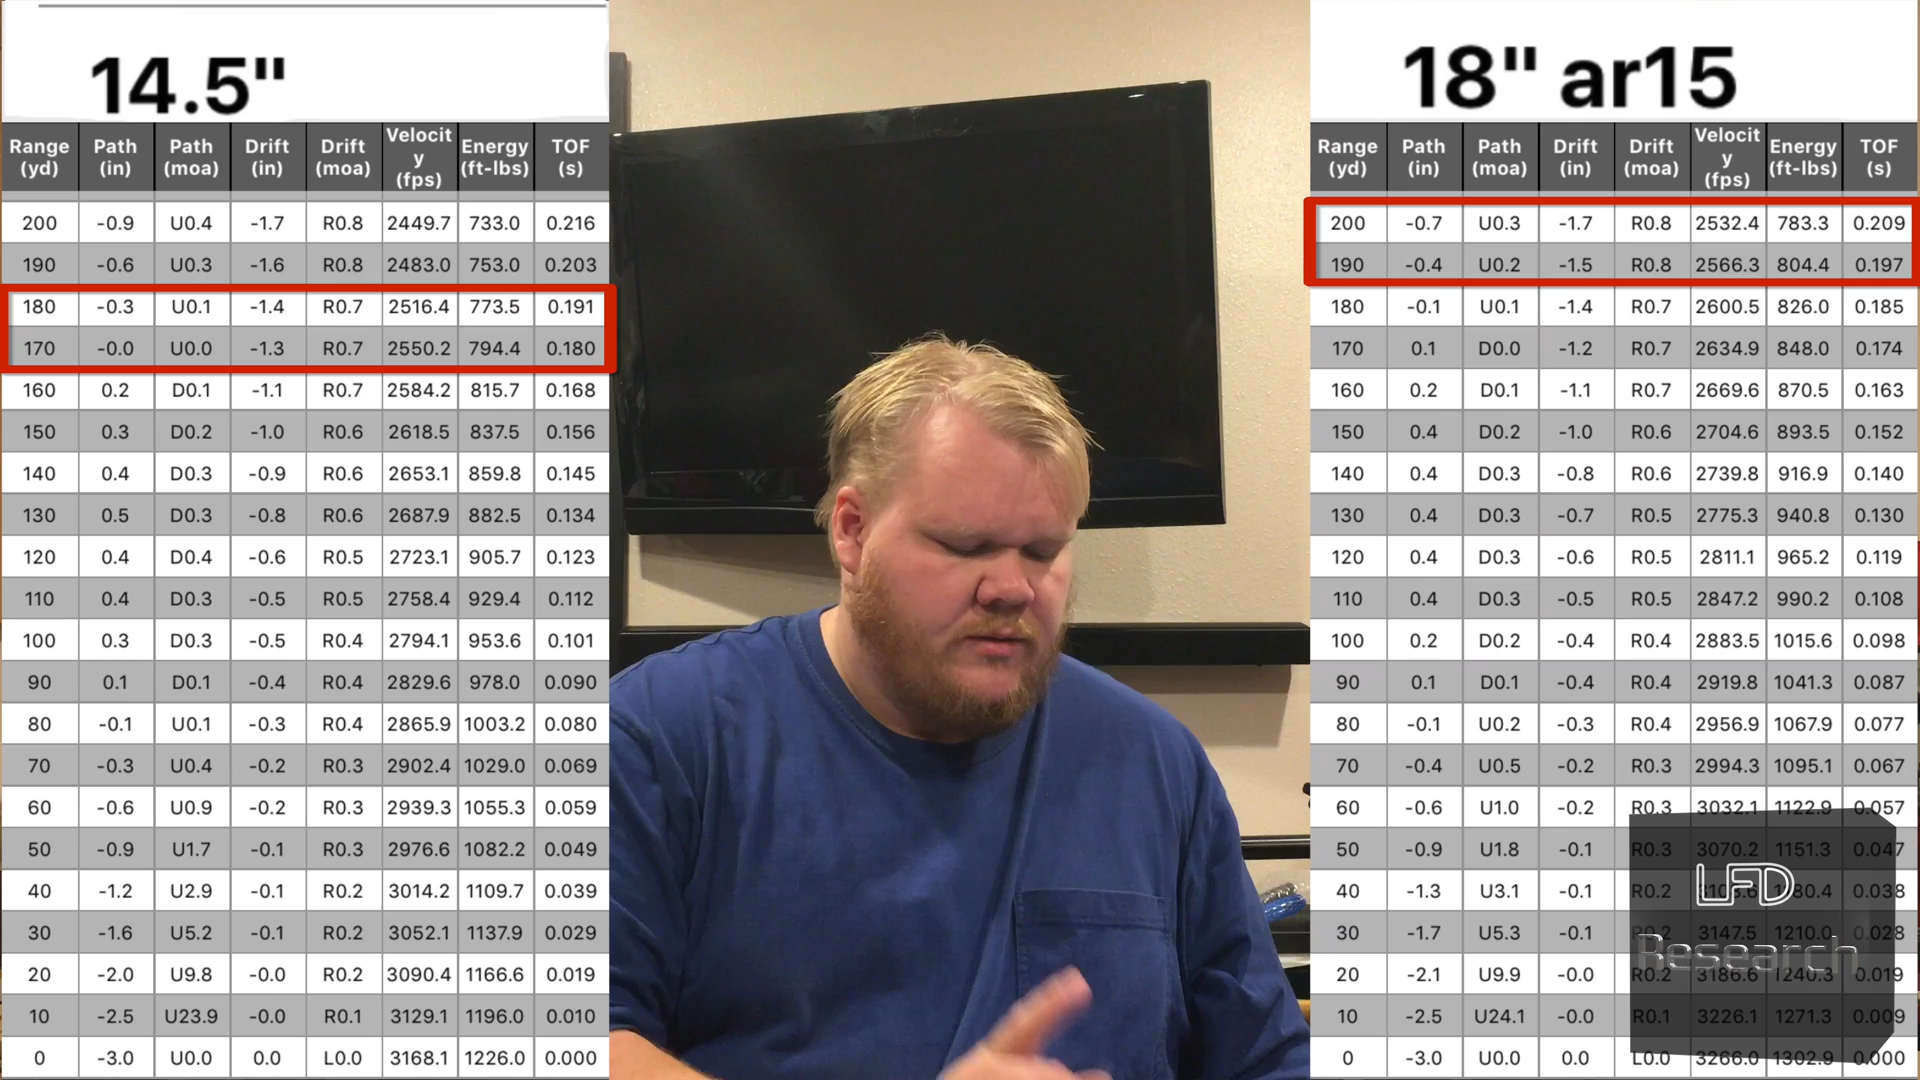 14.5"
Range (yd) Path (in) Path (moa) Drift (in) Drift (moa) Velocit y (fps) Energy (ft-lbs) TOF (s)
200 -0.9 U0.4 -1.7 R0.8 2449.7 733.0 0.216
190 -0.6 U0.3 -1.6 R0.8 2483.0 753.0 0.203
180 -0.3 U0.1 -1.4 R0.7 2516.4 773.5 0.191
170 -0.0 U0.0 -1.3 R0.7 2550.2 794.4 0.180
160 0.2 D0.1 -1.1 R0.7 2584.2 815.7 0.168
150 0.3 D0.2 -1.0 R0.6 2618.5 837.5 0.156
140 0.4 D0.3 -0.9 R0.6 2653.1 859.8 0.145
130 0.5 D0.3 -0.8 R0.6 2687.9 882.5 0.134
120 0.4 D0.4 -0.6 R0.5 2723.1 905.7 0.123
110 0.4 D0.3 -0.5 R0.5 2758.4 929.4 0.112
100 0.3 D0.3 -0.5 R0.4 2794.1 953.6 0.101
90 0.1 D0.1 -0.4 R0.4 2829.6 978.0 0.090
80 -0.1 U0.1 -0.3 R0.4 2865.9 1003.2 0.080
70 -0.3 U0.4 -0.2 R0.3 2902.4 1029.0 0.069
60 -0.6 U0.9 -0.2 R0.3 2939.3 1055.3 0.059
50 -0.9 U1.7 -0.1 R0.3 2976.6 1082.2 0.049
40 -1.2 U2.9 -0.1 R0.2 3014.2 1109.7 0.039
30 -1.6 U5.2 -0.1 R0.2 3052.1 1137.9 0.029
20 -2.0 U9.8 -0.0 R0.2 3090.4 1166.6 0.019
10 -2.5 U23.9 -0.0 R0.1 3129.1 1196.0 0.010
0 -3.0 U0.0 0.0 L0.0 3168.1 1226.0 0.000
18" ar15
Range (yd) Path (in) Path (moa) Drift (in) Drift (moa) Velocit y (fps) Energy (ft-lbs) TOF (s)
200 -0.7 U0.3 -1.7 R0.8 2532.4 783.3 0.209
190 -0.4 U0.2 -1.5 R0.8 2566.3 804.4 0.197
180 -0.1 U0.1 -1.4 R0.7 2600.5 826.0 0.185
170 0.1 D0.0 -1.2 R0.7 2634.9 848.0 0.174
160 0.2 D0.1 -1.1 R0.7 2669.6 870.5 0.163
150 0.4 D0.2 -1.0 R0.6 2704.6 893.5 0.152
140 0.4 D0.3 -0.8 R0.6 2739.8 916.9 0.140
130 0.4 D0.3 -0.7 R0.5 2775.3 940.8 0.130
120 0.4 D0.3 -0.6 R0.5 2811.1 965.2 0.119
110 0.4 D0.3 -0.5 R0.5 2847.2 990.2 0.108
100 0.2 D0.2 -0.4 R0.4 2883.5 1015.6 0.098
90 0.1 D0.1 -0.4 R0.4 2919.8 1041.3 0.087
80 -0.1 U0.2 -0.3 R0.4 2956.9 1067.9 0.077
70 -0.4 U0.5 -0.2 R0.3 2994.3 1095.1 0.067
60 -0.6 U1.0 -0.2 R0.3 3032.1 1122.9 0.057
50 -0.9 U1.8 -0.1 R0.3 3070.2 1151.3 0.047
40 -1.3 U3.1 -0.1 R0.2 0.038
30 -1.7 U5.3 -0.1 R0.2 3147.5 1210.0 0.028
20 -2.1 U9.9 -0.0 R0.2 3186.6 1240.3 0.019
10 -2.5 U24.1 -0.0 R0.1 3226.1 1271.3 0.009
0 -3.0 U0.0 0.0 L0.0 3266.0 1302.9 0.000
LFD
Research